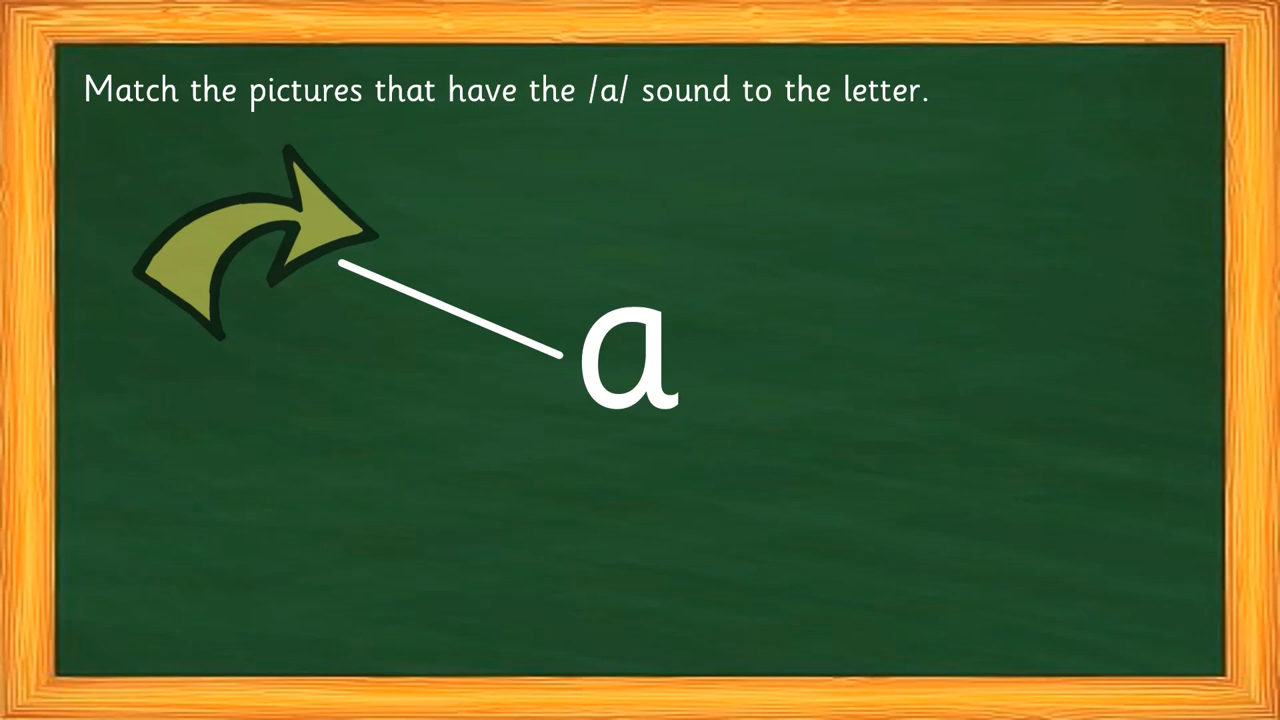 Match the pictures that have the /a/ sound to the letter.
a